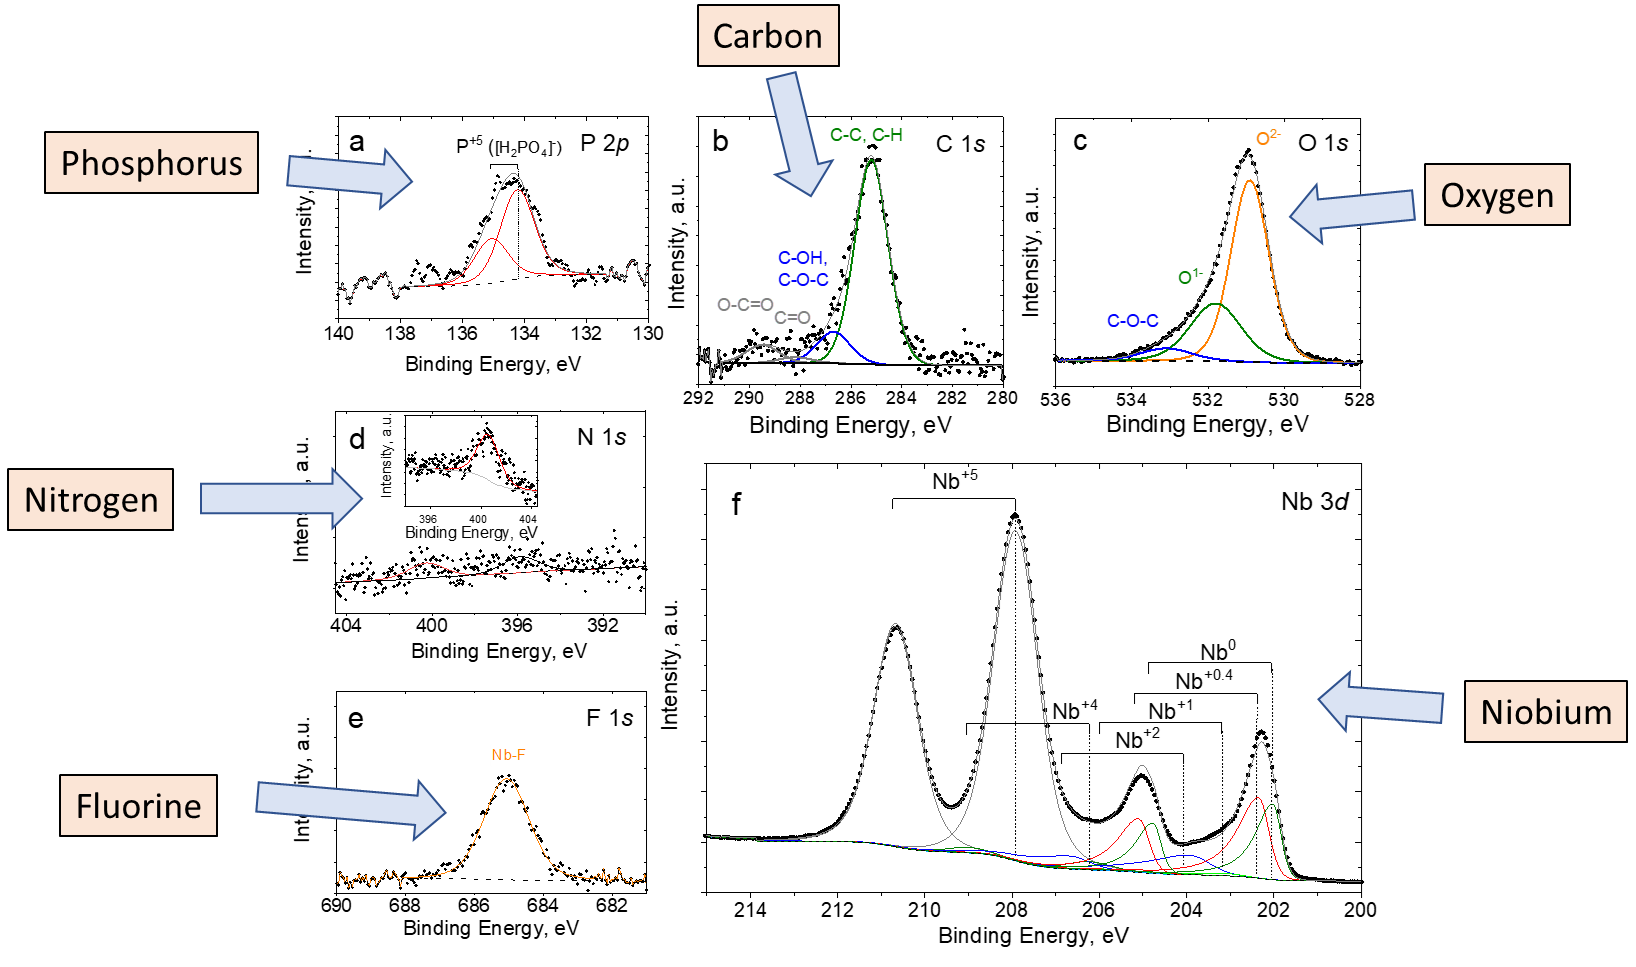 Carbon
Phosphorus
Oxygen
Nitrogen
Fluorine
Niobium
a
P⁺⁵ ([H₂PO₄]⁻)
P 2p
Intensity,
140 138 136 134 132 130
Binding Energy, eV
b
C-C, C-H
C 1s
C-OH,
C-O-C
O-C=O
C=O
Intensity, a.u.
292 290 288 286 284 282 280
Binding Energy, eV
c
O²⁻
O 1s
O¹⁻
C-O-C
Intensity, a.u.
536 534 532 530 528
Binding Energy, eV
d
N 1s
Intensity, a.u.
396 400 404
Binding Energy, eV
a.u.
404 400 396 392
Binding Energy, eV
e
F 1s
Nb-F
Intensity, a.u.
690 688 686 684 682
Binding Energy, eV
f
Nb⁺⁵
Nb 3d
Nb⁰
Nb⁺⁰·⁴
Nb⁺⁴
Nb⁺¹
Nb⁺²
Intensity, a.u.
214 212 210 208 206 204 202 200
Binding Energy, eV